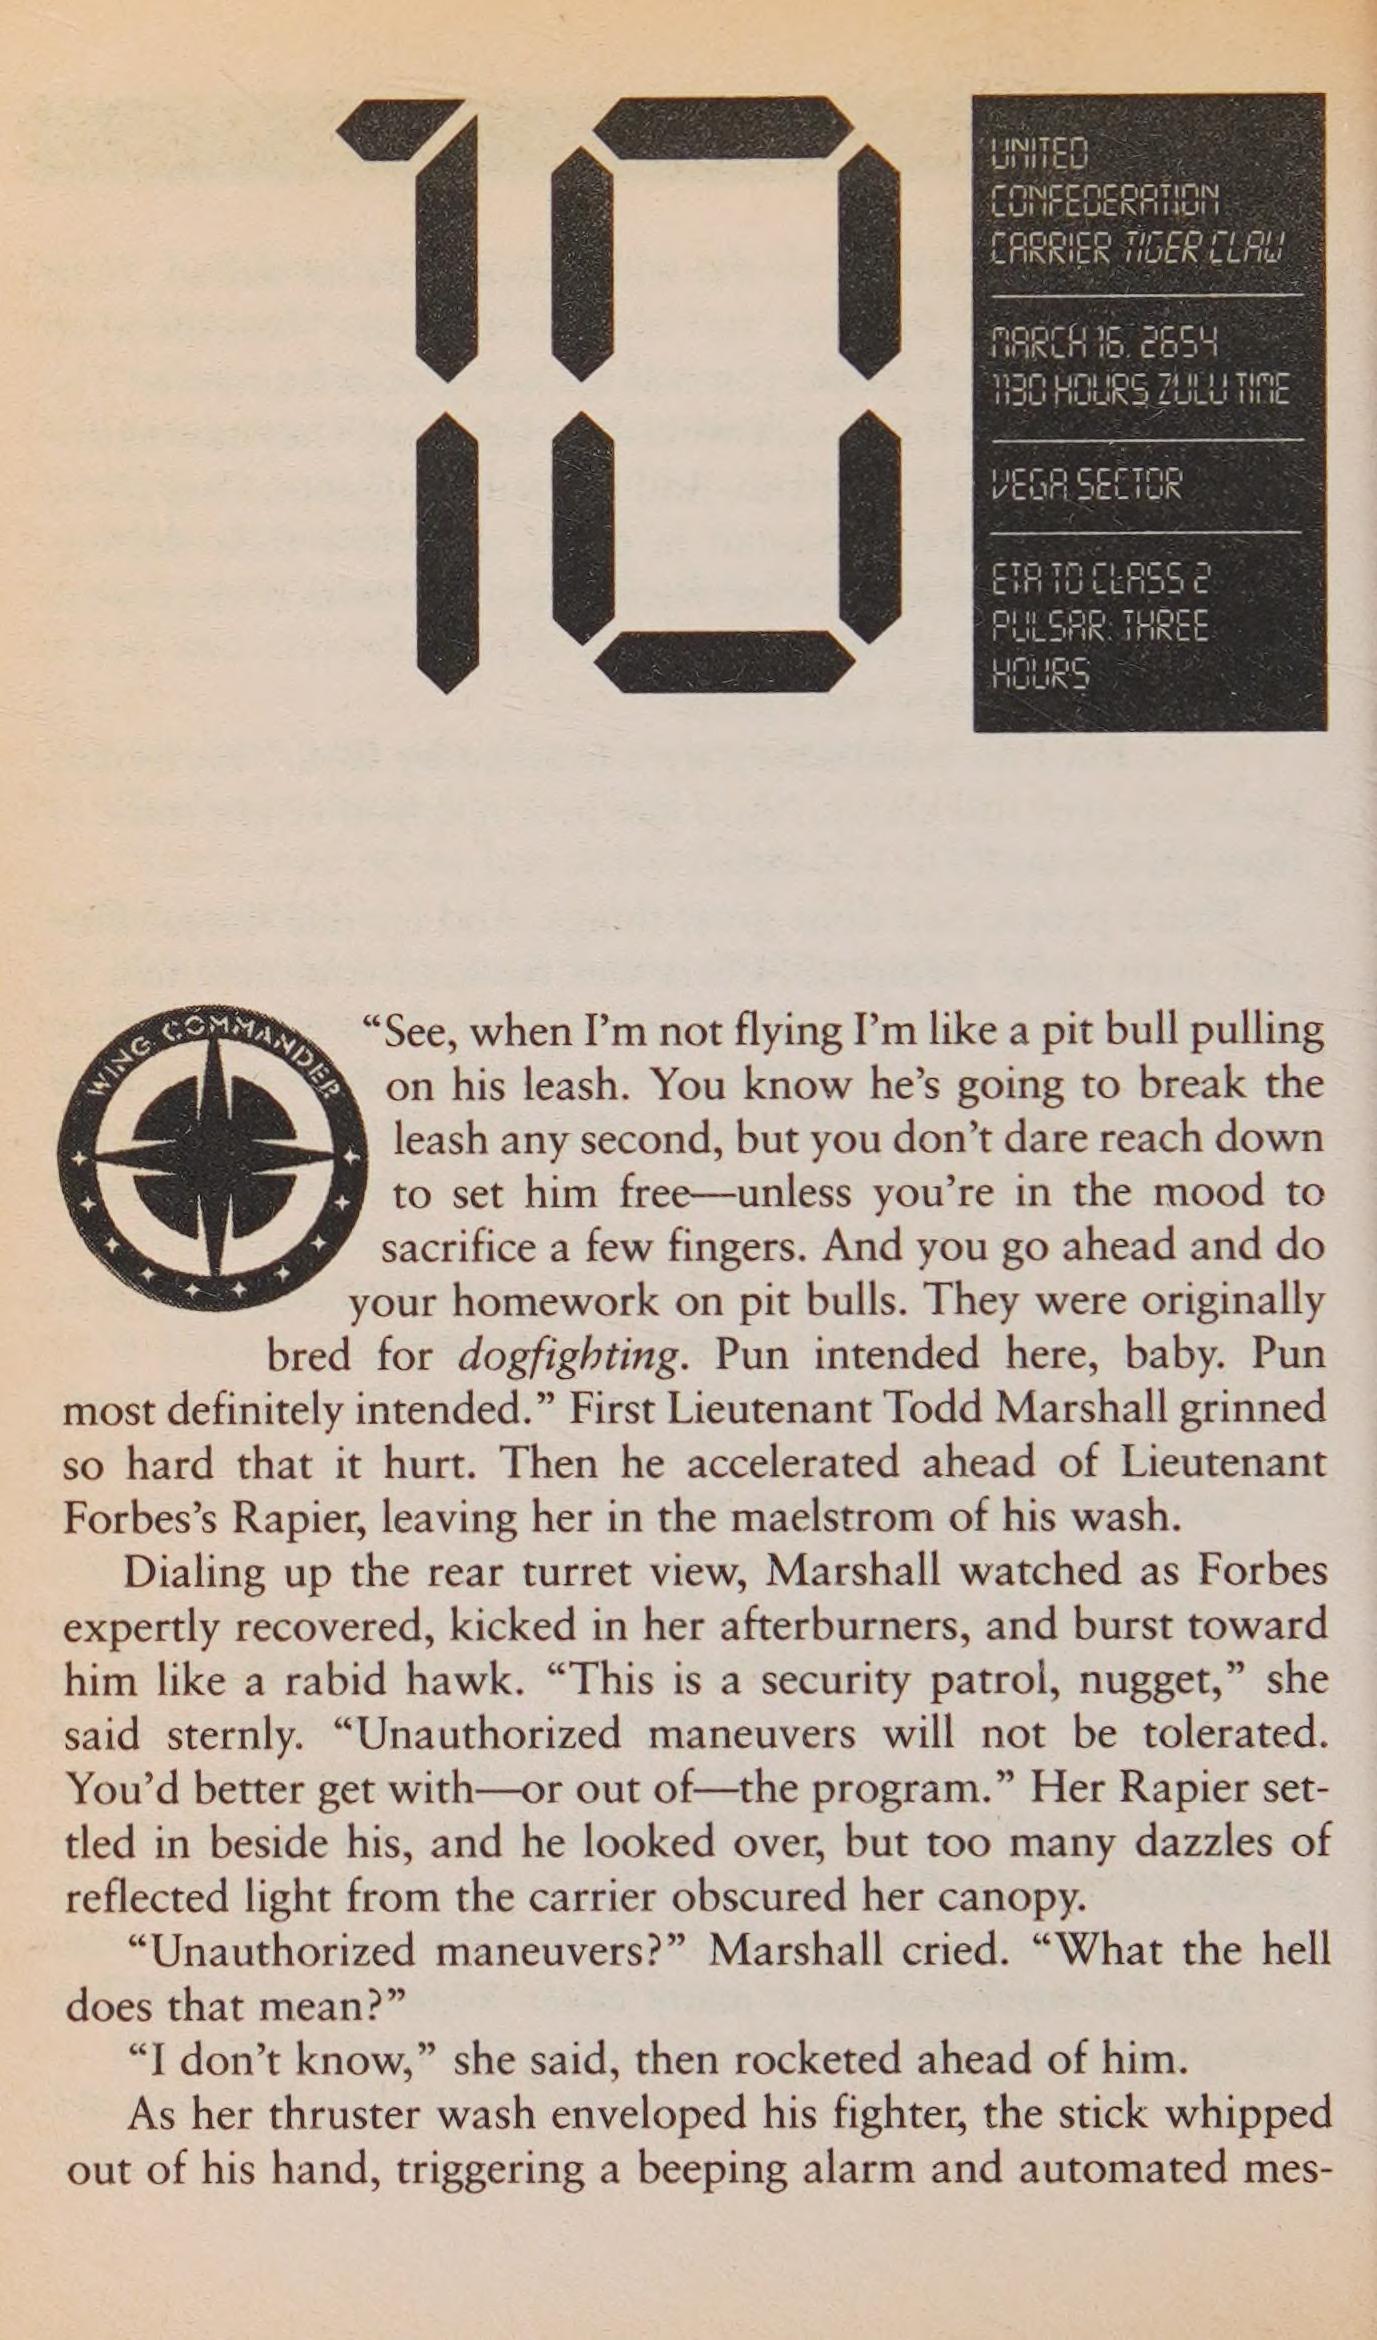 10
UNITED
CONFEDERATION
CARRIER TIGER CLAW
MARCH 16, 2654
1130 HOURS ZULU TIME
VEGA SECTOR
ETA TO CLASS 2
PULSAR: THREE
HOURS
WING COMMANDER
“See, when I’m not flying I’m like a pit bull pulling
on his leash. You know he’s going to break the
leash any second, but you don’t dare reach down
to set him free—unless you’re in the mood to
sacrifice a few fingers. And you go ahead and do
your homework on pit bulls. They were originally
bred for dogfighting. Pun intended here, baby. Pun
most definitely intended.” First Lieutenant Todd Marshall grinned
so hard that it hurt. Then he accelerated ahead of Lieutenant
Forbes’s Rapier, leaving her in the maelstrom of his wash.
Dialing up the rear turret view, Marshall watched as Forbes
expertly recovered, kicked in her afterburners, and burst toward
him like a rabid hawk. “This is a security patrol, nugget,” she
said sternly. “Unauthorized maneuvers will not be tolerated.
You’d better get with—or out of—the program.” Her Rapier set-
tled in beside his, and he looked over, but too many dazzles of
reflected light from the carrier obscured her canopy.
“Unauthorized maneuvers?” Marshall cried. “What the hell
does that mean?”
“I don’t know,” she said, then rocketed ahead of him.
As her thruster wash enveloped his fighter, the stick whipped
out of his hand, triggering a beeping alarm and automated mes-